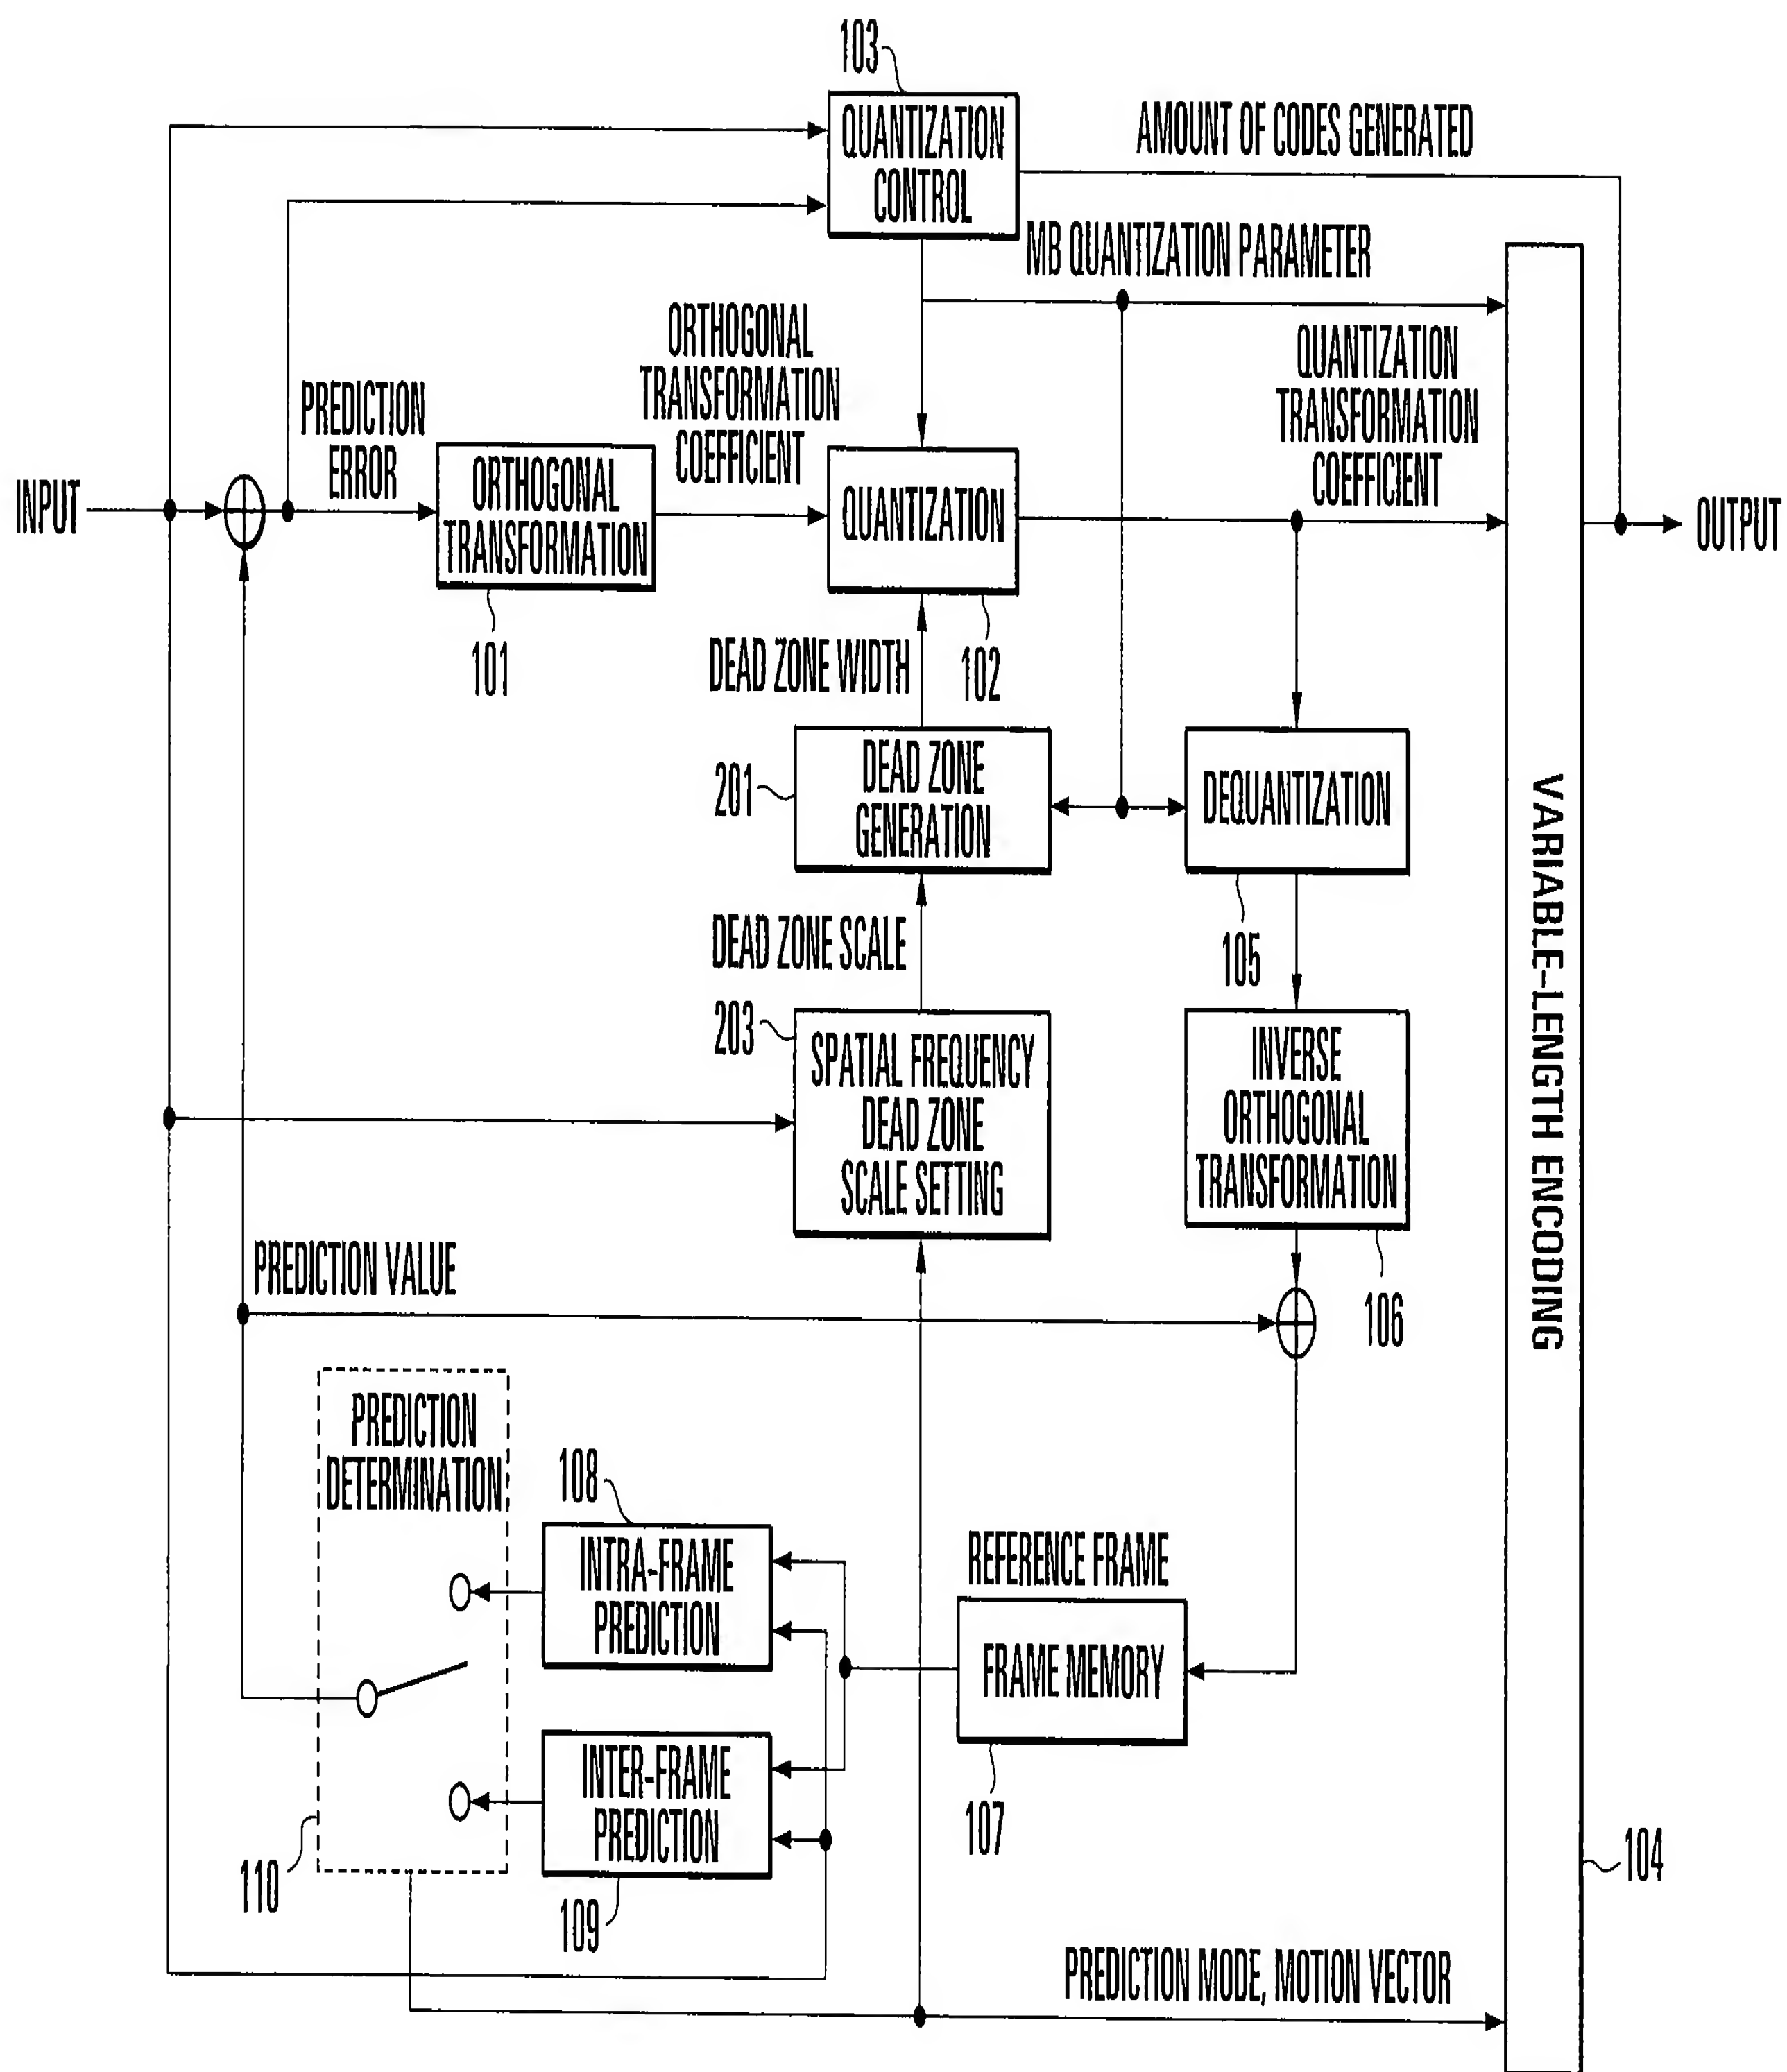 103
QUANTIZATION
CONTROL
AMOUNT OF CODES GENERATED
MB QUANTIZATION PARAMETER
ORTHOGONAL
TRANSFORMATION
COEFFICIENT
QUANTIZATION
TRANSFORMATION
COEFFICIENT
PREDICTION
ERROR
INPUT
ORTHOGONAL
TRANSFORMATION
QUANTIZATION
OUTPUT
101
DEAD ZONE WIDTH
102
201
DEAD ZONE
GENERATION
DEQUANTIZATION
VARIABLE-LENGTH ENCODING
DEAD ZONE SCALE
105
203
SPATIAL FREQUENCY
DEAD ZONE
SCALE SETTING
INVERSE
ORTHOGONAL
TRANSFORMATION
PREDICTION VALUE
106
PREDICTION
DETERMINATION
108
INTRA-FRAME
PREDICTION
REFERENCE FRAME
FRAME MEMORY
INTER-FRAME
PREDICTION
107
110
109
104
PREDICTION MODE, MOTION VECTOR